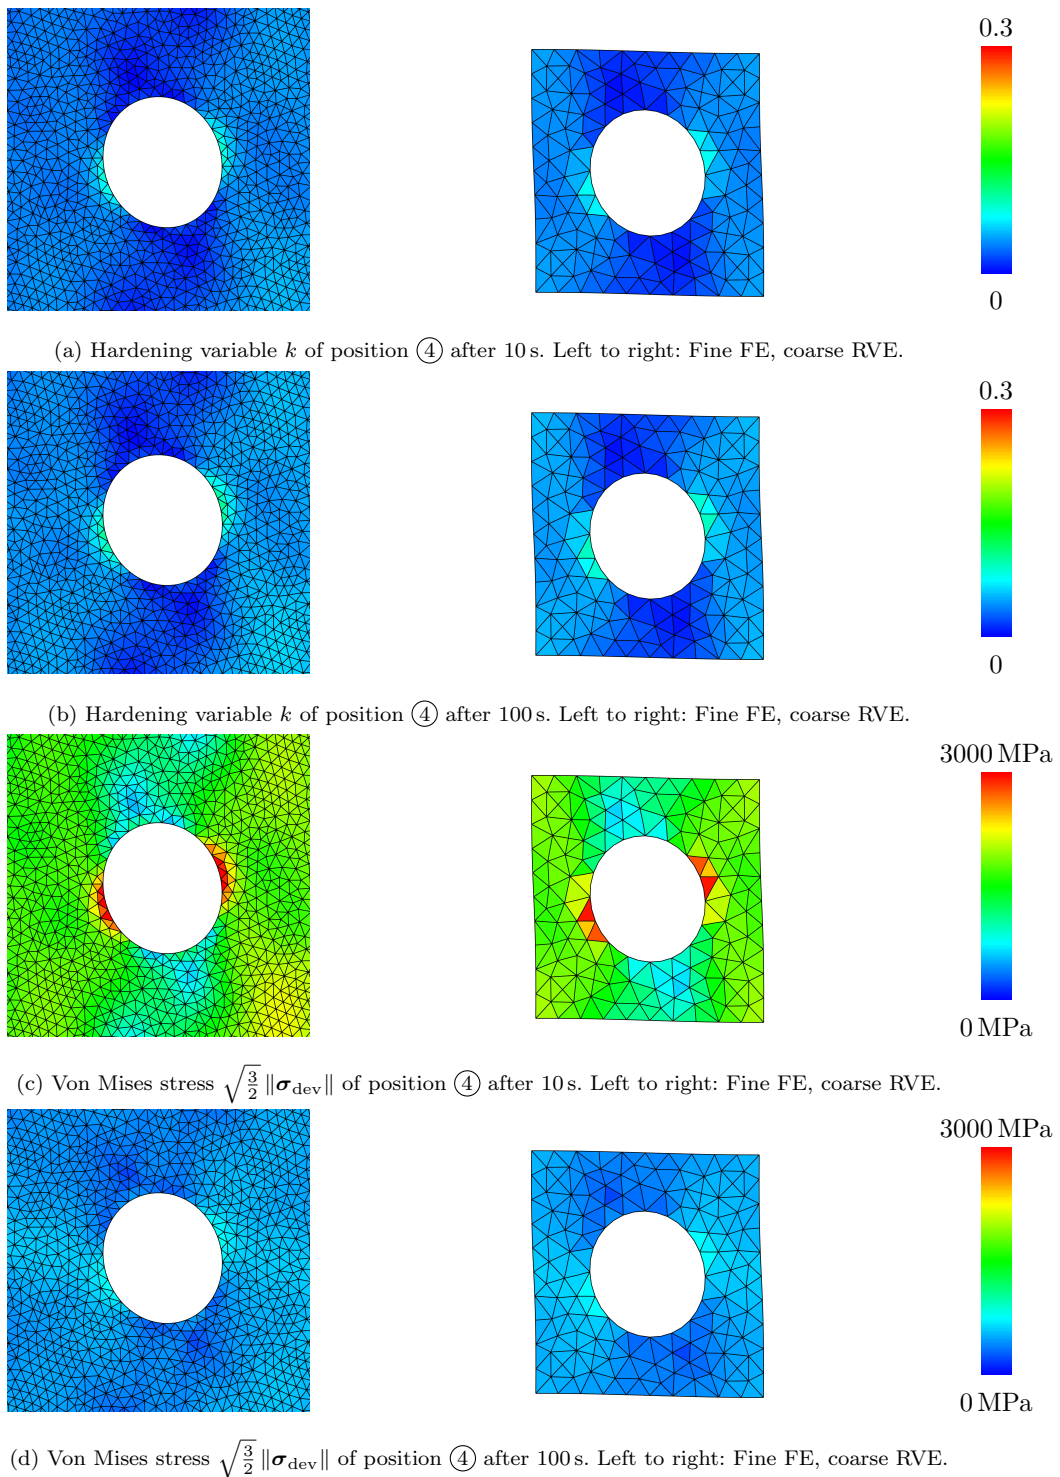 0.3
0
(a) Hardening variable k of position ④ after 10 s. Left to right: Fine FE, coarse RVE.
0.3
0
(b) Hardening variable k of position ④ after 100 s. Left to right: Fine FE, coarse RVE.
3000 MPa
0 MPa
(c) Von Mises stress √(3/2) ‖σ_dev‖ of position ④ after 10 s. Left to right: Fine FE, coarse RVE.
3000 MPa
0 MPa
(d) Von Mises stress √(3/2) ‖σ_dev‖ of position ④ after 100 s. Left to right: Fine FE, coarse RVE.